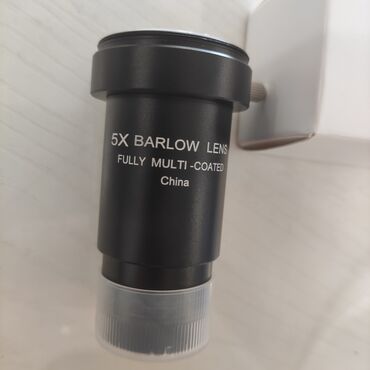 5X BARLOW LENS
FULLY MULTI-COATED
China